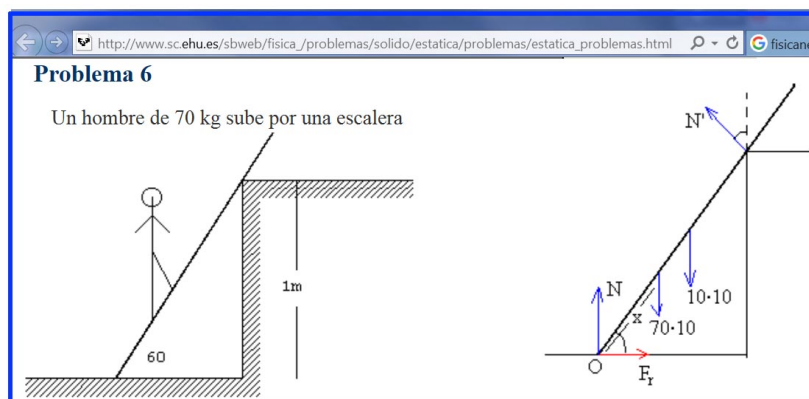 http://www.sc.ehu.es/sbweb/fisica_/problemas/solido/estatica/problemas/estatica_problemas.html
fisicane
Problema 6
Un hombre de 70 kg sube por una escalera
1m
60
N'
N
10·10
x
70·10
O
Fr